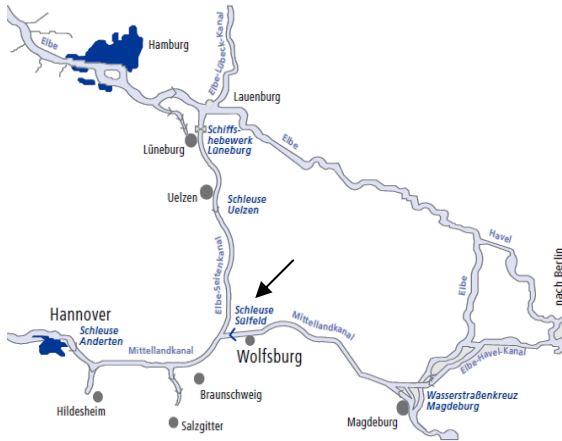 Elbe
Hamburg
Elbe-Lübeck-Kanal
Lauenburg
Schiffs-
hebewerk
Lüneburg
Lüneburg
Elbe
Uelzen
Schleuse
Uelzen
Havel
nach Berlin
Elbe-Seitenkanal
Elbe
Hannover
Schleuse
Anderten
Schleuse
Sülfeld
Mittellandkanal
Mittellandkanal
Wolfsburg
Elbe-Havel-Kanal
Braunschweig
Hildesheim
Salzgitter
Wasserstraßenkreuz
Magdeburg
Magdeburg